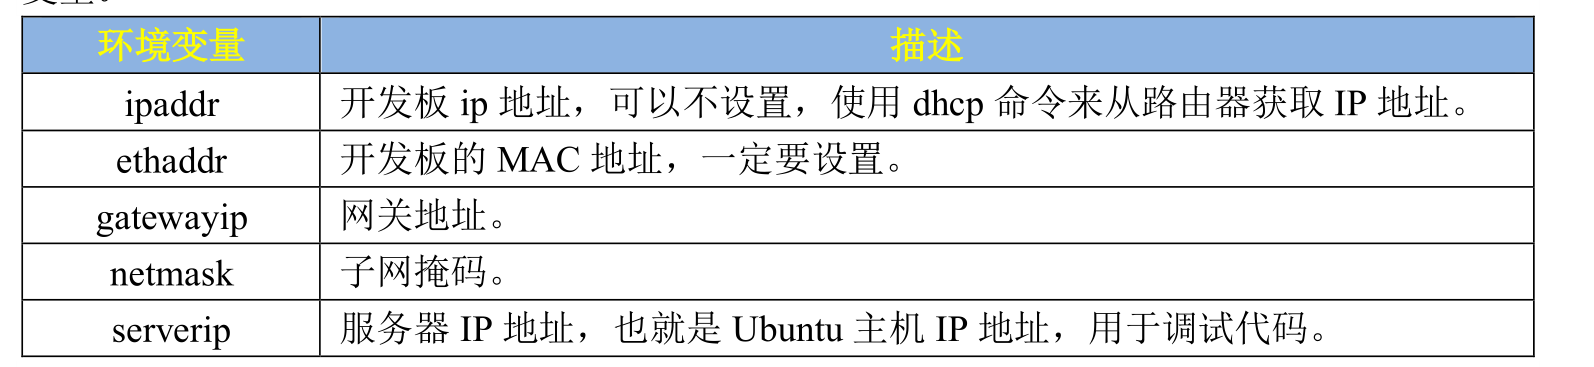 环境变量 描述
ipaddr 开发板 ip 地址，可以不设置，使用 dhcp 命令来从路由器获取 IP 地址。
ethaddr 开发板的 MAC 地址，一定要设置。
gatewayip 网关地址。
netmask 子网掩码。
serverip 服务器 IP 地址，也就是 Ubuntu 主机 IP 地址，用于调试代码。